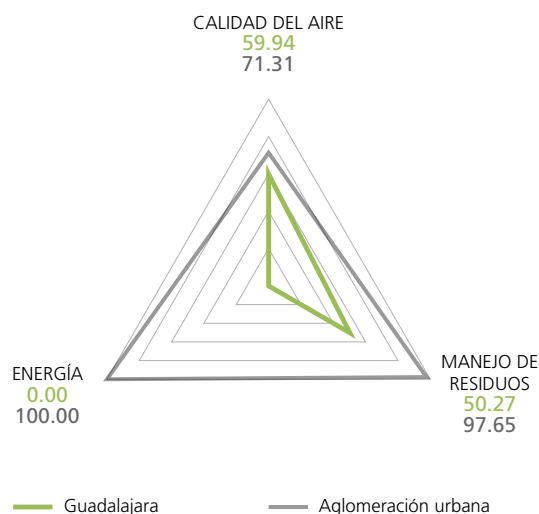 CALIDAD DEL AIRE
59.94
71.31
ENERGÍA
0.00
100.00
MANEJO DE
RESIDUOS
50.27
97.65
Guadalajara
Aglomeración urbana